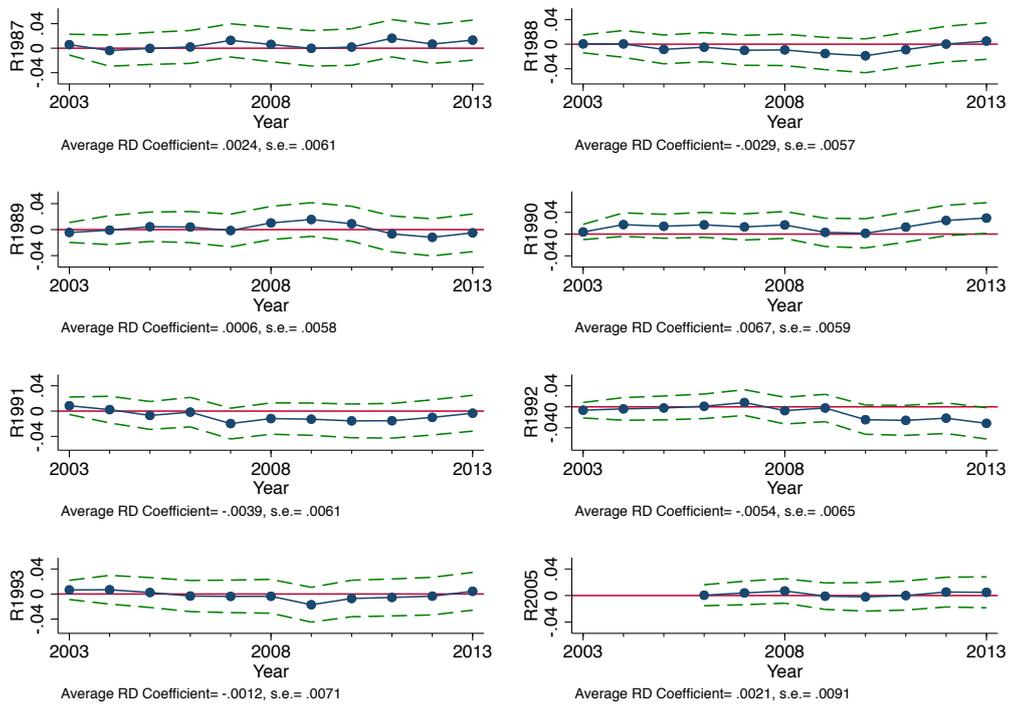 R1987
.04
0
-.04
2003 2008 2013
Year
Average RD Coefficient= .0024, s.e.= .0061
R1988
.04
0
-.04
2003 2008 2013
Year
Average RD Coefficient= -.0029, s.e.= .0057
R1989
.04
0
-.04
2003 2008 2013
Year
Average RD Coefficient= .0006, s.e.= .0058
R1990
.04
0
-.04
2003 2008 2013
Year
Average RD Coefficient= .0067, s.e.= .0059
R1991
.04
0
-.04
2003 2008 2013
Year
Average RD Coefficient= -.0039, s.e.= .0061
R1992
.04
0
-.04
2003 2008 2013
Year
Average RD Coefficient= -.0054, s.e.= .0065
R1993
.04
0
-.04
2003 2008 2013
Year
Average RD Coefficient= -.0012, s.e.= .0071
R2005
.04
0
-.04
2003 2008 2013
Year
Average RD Coefficient= .0021, s.e.= .0091